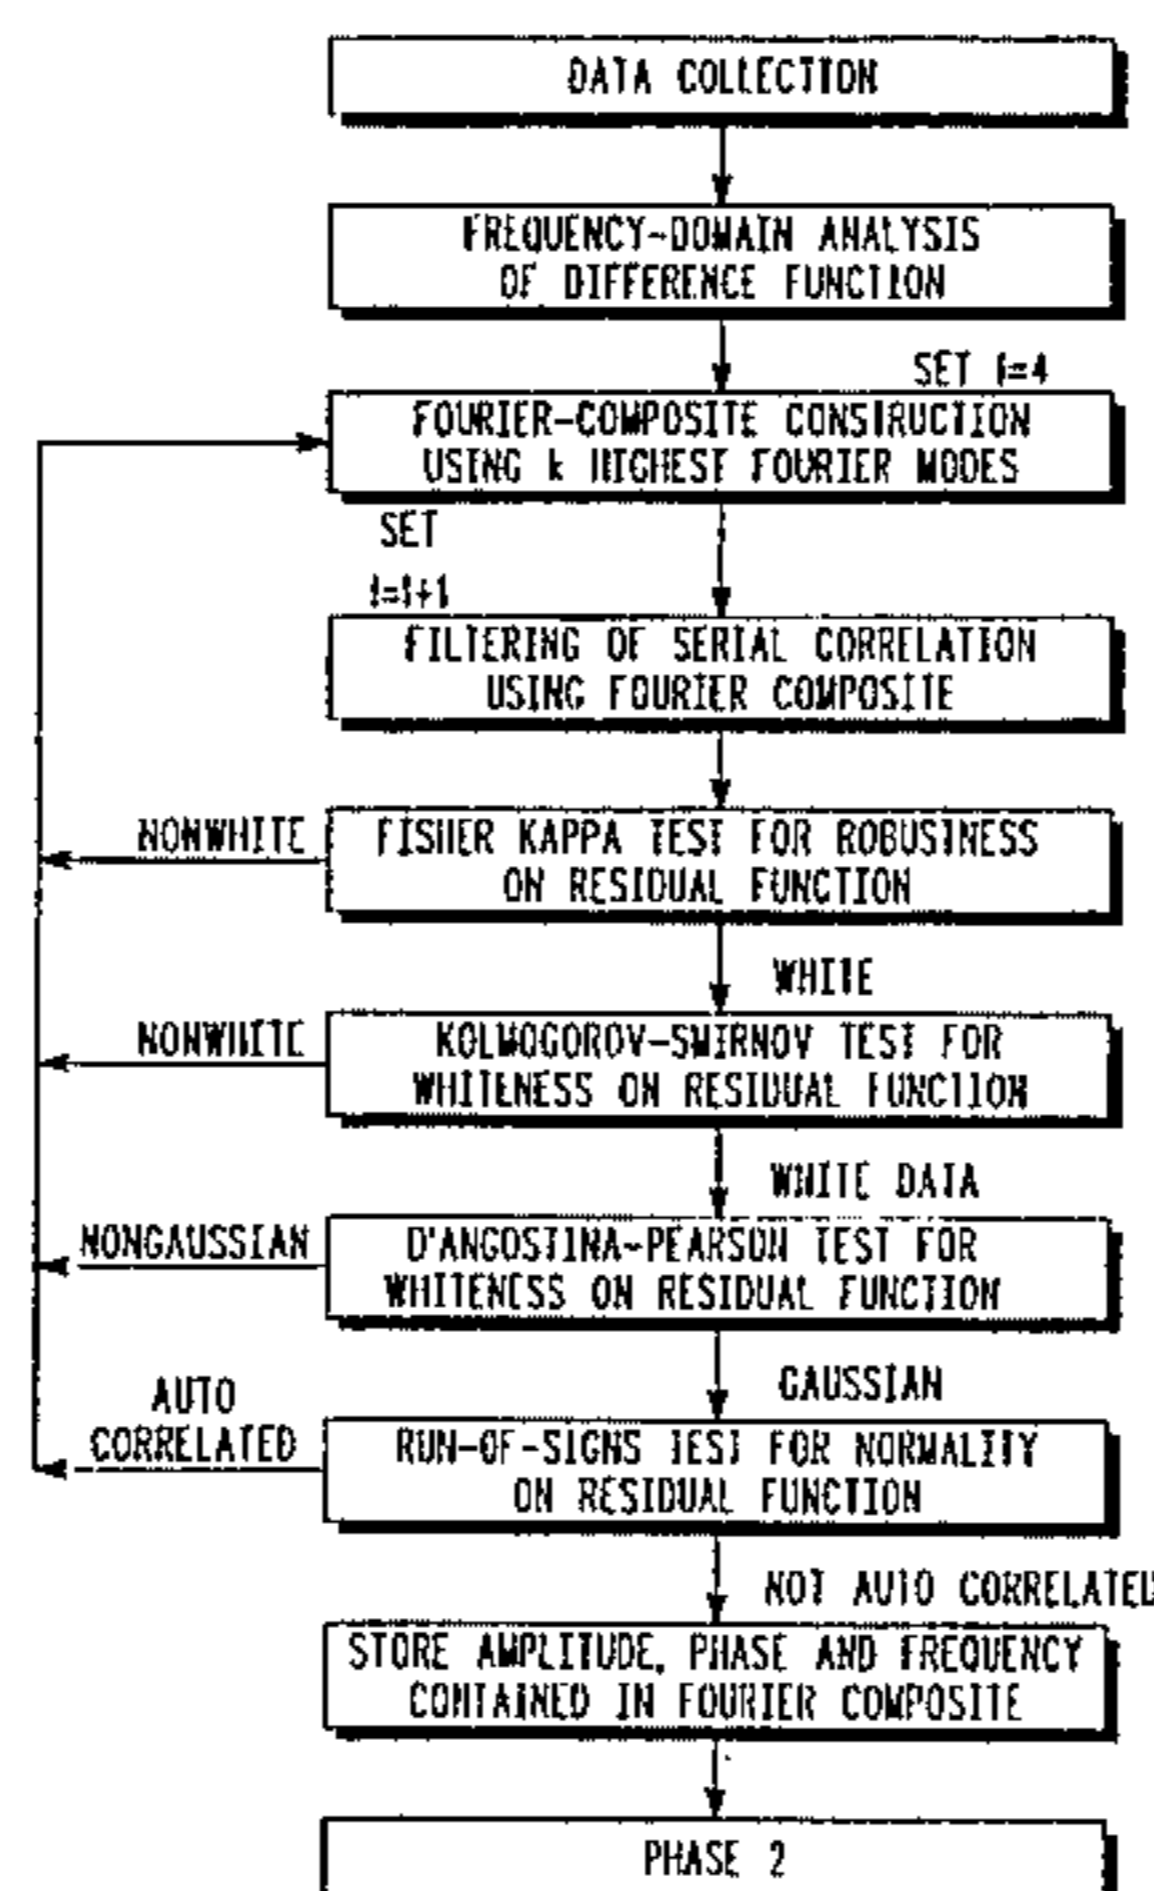 DATA COLLECTION
FREQUENCY-DOMAIN ANALYSIS
OF DIFFERENCE FUNCTION
SET
FOURIER-COMPOSITE CONSTRUCTION
USING k HIGHEST FOURIER MODES
SET
FILTERING OF SERIAL CORRELATION
USING FOURIER COMPOSITE
NONWHITE
FISHER KAPPA TEST FOR ROBUSTNESS
ON RESIDUAL FUNCTION
WHITE
NONWHITE
KOLMOGOROV-SMIRNOV TEST FOR
WHITENESS ON RESIDUAL FUNCTION
WHITE DATA
NONGAUSSIAN
D'ANGOSTINA-PEARSON TEST FOR
WHITENESS ON RESIDUAL FUNCTION
GAUSSIAN
AUTO
CORRELATED
RUN-OF-SIGNS TEST FOR NORMALITY
ON RESIDUAL FUNCTION
NOT AUTO CORRELATED
STORE AMPLITUDE, PHASE AND FREQUENCY
CONTAINED IN FOURIER COMPOSITE
PHASE 2